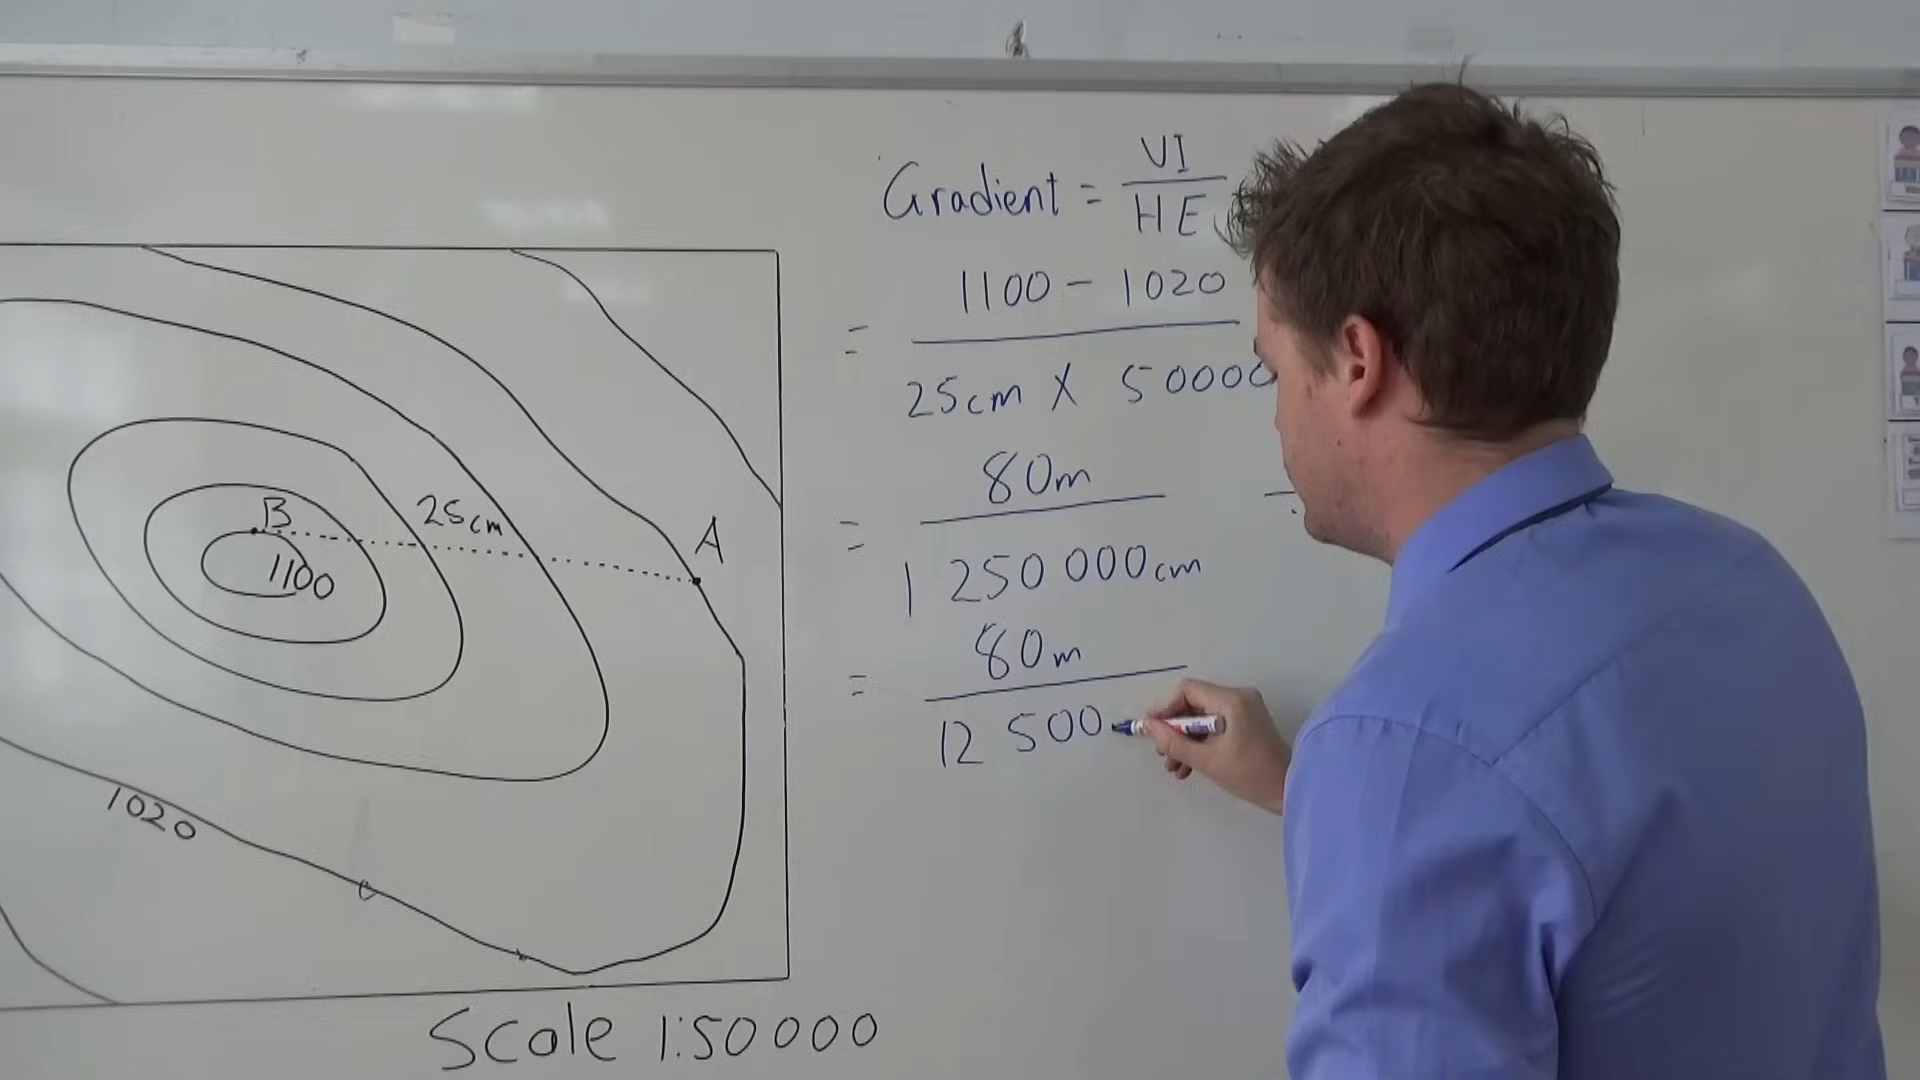 Gradient = VI
HE
= 1100 - 1020
25cm X 50000
= 80m
1 250 000cm
= 80m
12 500
B
25cm
A
1100
1020
Scale 1:50000